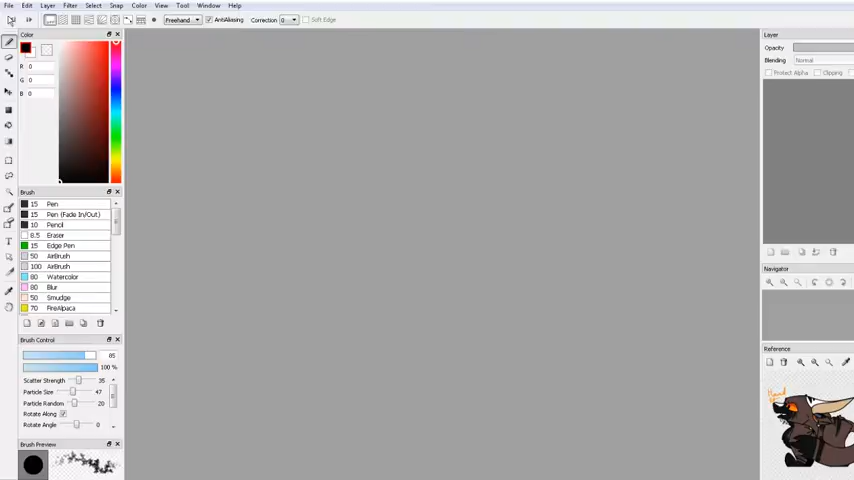 File Edit Layer Filter Select Snap Color View Tool Window Help
Freehand AntiAliasing Correction 0 Soft Edge
Color
R 0
G 0
B 0
Brush
15 Pen
15 Pen (Fade In/Out)
10 Pencil
8.5 Eraser
15 Edge Pen
50 AirBrush
100 AirBrush
80 Watercolor
80 Blur
50 Smudge
70 FireAlpaca
Brush Control
85
100 %
Scatter Strength 35
Particle Size 47
Particle Random 20
Rotate Along
Rotate Angle 0
Brush Preview
Layer
Opacity
Blending Normal
Protect Alpha Clipping
Navigator
Reference